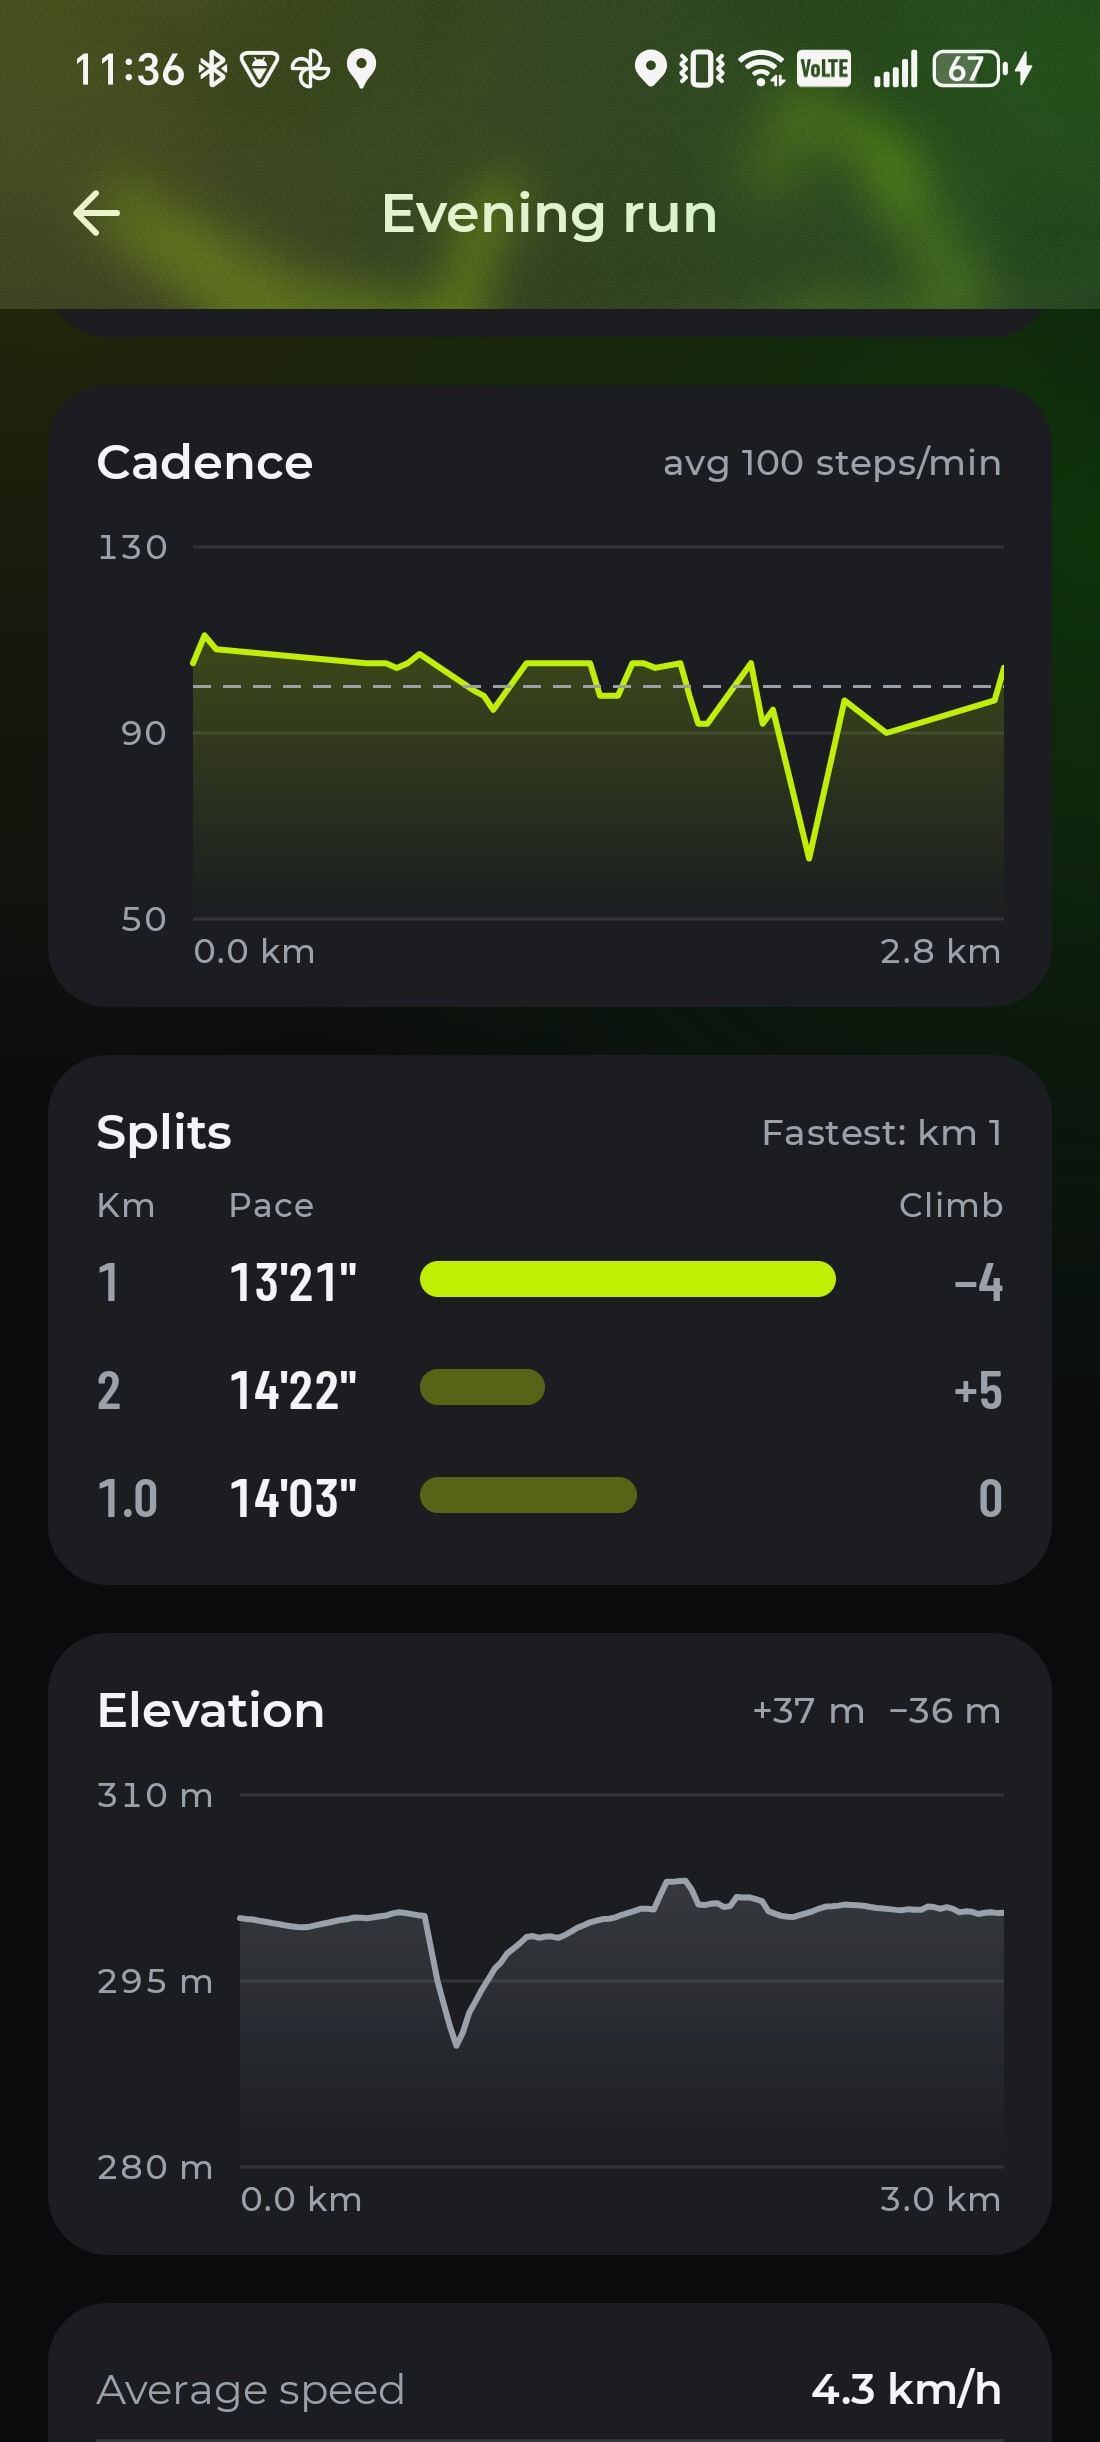 11:36 VoLTE 67
Evening run
Cadence avg 100 steps/min
130
90
50
0.0 km 2.8 km
Splits Fastest: km 1
Km Pace Climb
1 13'21" −4
2 14'22" +5
1.0 14'03" 0
Elevation +37 m −36 m
310 m
295 m
280 m
0.0 km 3.0 km
Average speed 4.3 km/h